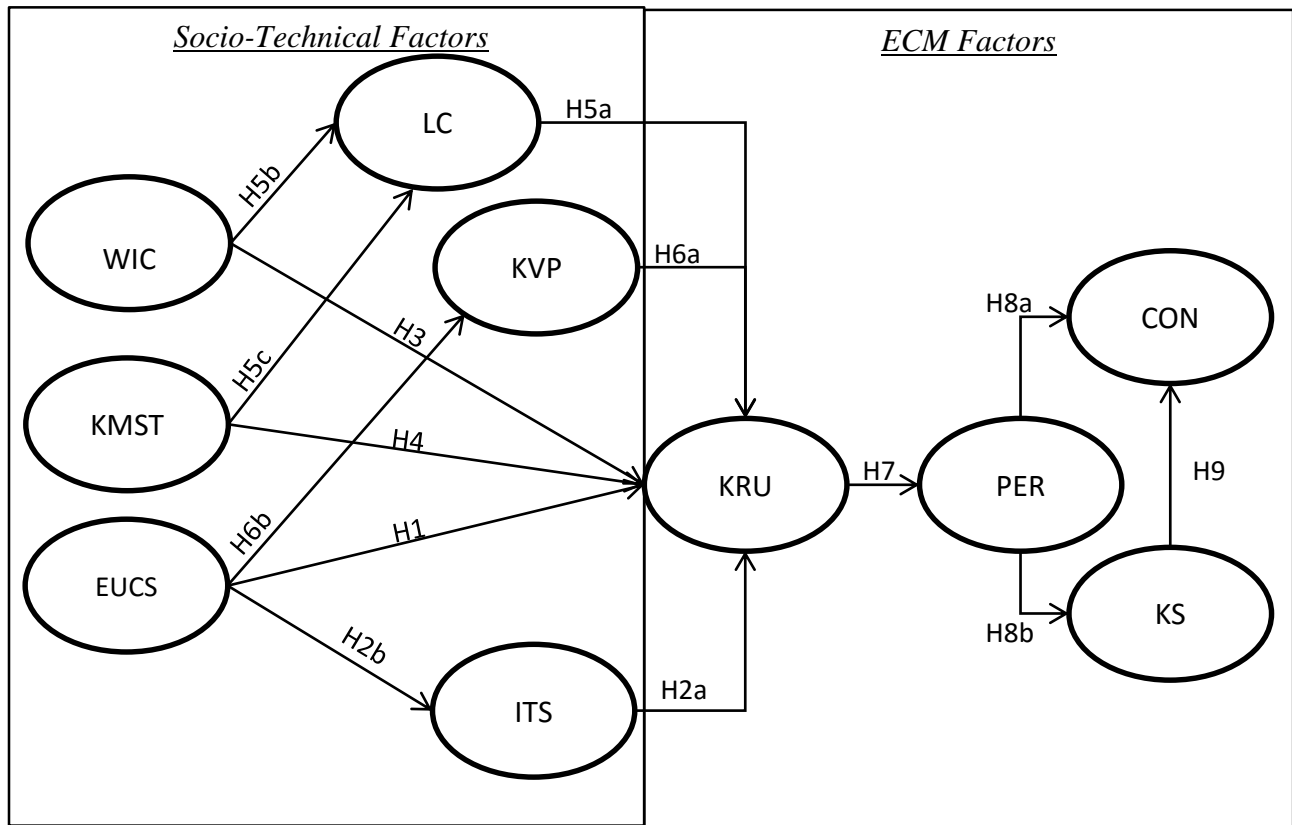 Socio-Technical Factors
ECM Factors
LC
H5a
H5b
WIC
KVP
H6a
H3
H5c
H8a
CON
KMST
H4
KRU
H7
PER
H9
H6b
H1
EUCS
H2b
H8b
KS
ITS
H2a